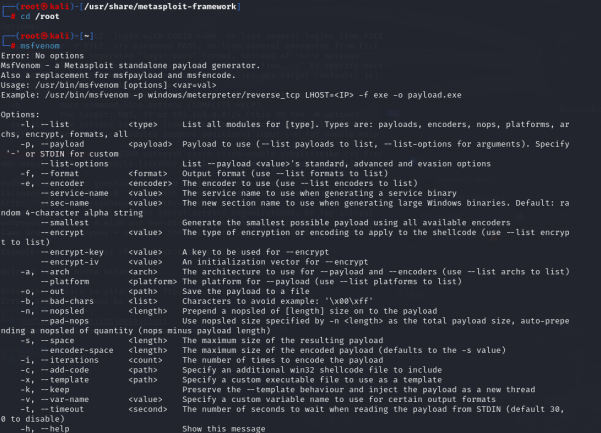 ┌──(root㉿kali)-[/usr/share/metasploit-framework]
└─# cd /root
┌──(root㉿kali)-[~]
└─# msfvenom
Error: No options
MsfVenom - a Metasploit standalone payload generator.
Also a replacement for msfpayload and msfencode.
Usage: /usr/bin/msfvenom [options] <var=val>
Example: /usr/bin/msfvenom -p windows/meterpreter/reverse_tcp LHOST=<IP> -f exe -o payload.exe
Options:
-l, --list <type> List all modules for [type]. Types are: payloads, encoders, nops, platforms, ar
chs, encrypt, formats, all
-p, --payload <payload> Payload to use (--list payloads to list, --list-options for arguments). Specify
'-' or STDIN for custom
--list-options List --payload <value>'s standard, advanced and evasion options
-f, --format <format> Output format (use --list formats to list)
-e, --encoder <encoder> The encoder to use (use --list encoders to list)
--service-name <value> The service name to use when generating a service binary
--sec-name <value> The new section name to use when generating large Windows binaries. Default: ra
ndom 4-character alpha string
--smallest Generate the smallest possible payload using all available encoders
--encrypt <value> The type of encryption or encoding to apply to the shellcode (use --list encryp
t to list)
--encrypt-key <value> A key to be used for --encrypt
--encrypt-iv <value> An initialization vector for --encrypt
-a, --arch <arch> The architecture to use for --payload and --encoders (use --list archs to list)
--platform <platform> The platform for --payload (use --list platforms to list)
-o, --out <path> Save the payload to a file
-b, --bad-chars <list> Characters to avoid example: '\x00\xff'
-n, --nopsled <length> Prepend a nopsled of [length] size on to the payload
--pad-nops Use nopsled size specified by -n <length> as the total payload size, auto-prepe
nding a nopsled of quantity (nops minus payload length)
-s, --space <length> The maximum size of the resulting payload
--encoder-space <length> The maximum size of the encoded payload (defaults to the -s value)
-i, --iterations <count> The number of times to encode the payload
-c, --add-code <path> Specify an additional win32 shellcode file to include
-x, --template <path> Specify a custom executable file to use as a template
-k, --keep Preserve the --template behaviour and inject the payload as a new thread
-v, --var-name <value> Specify a custom variable name to use for certain output formats
-t, --timeout <second> The number of seconds to wait when reading the payload from STDIN (default 30,
0 to disable)
-h, --help Show this message